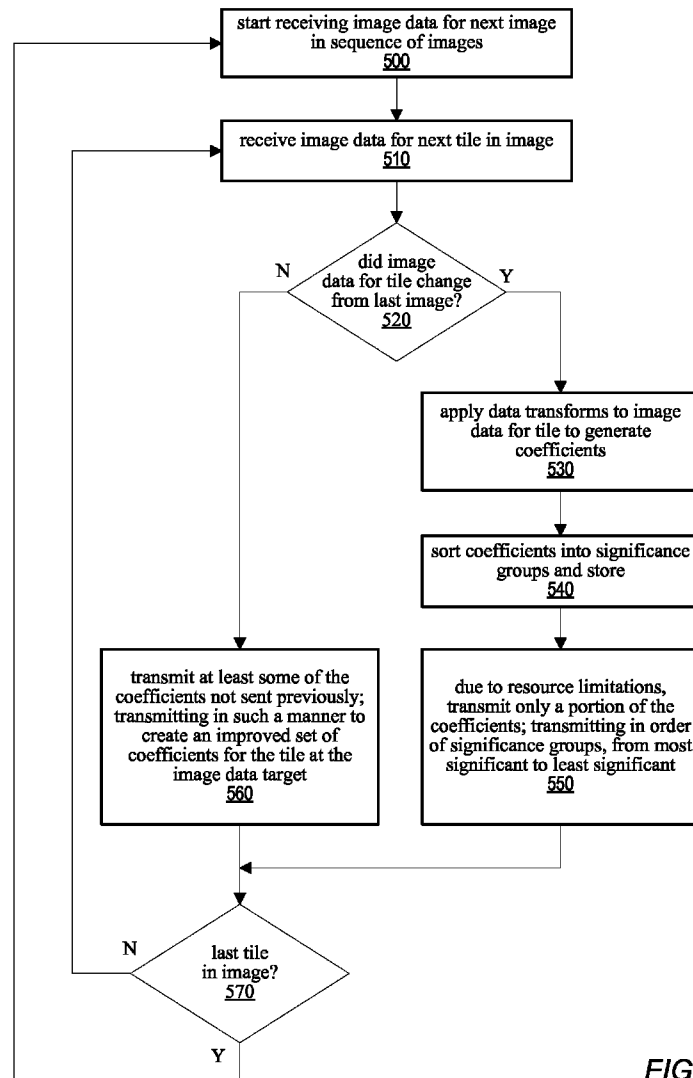 start receiving image data for next image
in sequence of images
500
receive image data for next tile in image
510
did image
data for tile change
from last image?
520
N
Y
apply data transforms to image
data for tile to generate
coefficients
530
sort coefficients into significance
groups and store
540
transmit at least some of the
coefficients not sent previously;
transmitting in such a manner to
create an improved set of
coefficients for the tile at the
image data target
560
due to resource limitations,
transmit only a portion of the
coefficients; transmitting in order
of significance groups, from most
significant to least significant
550
N
last tile
in image?
570
Y
FIG